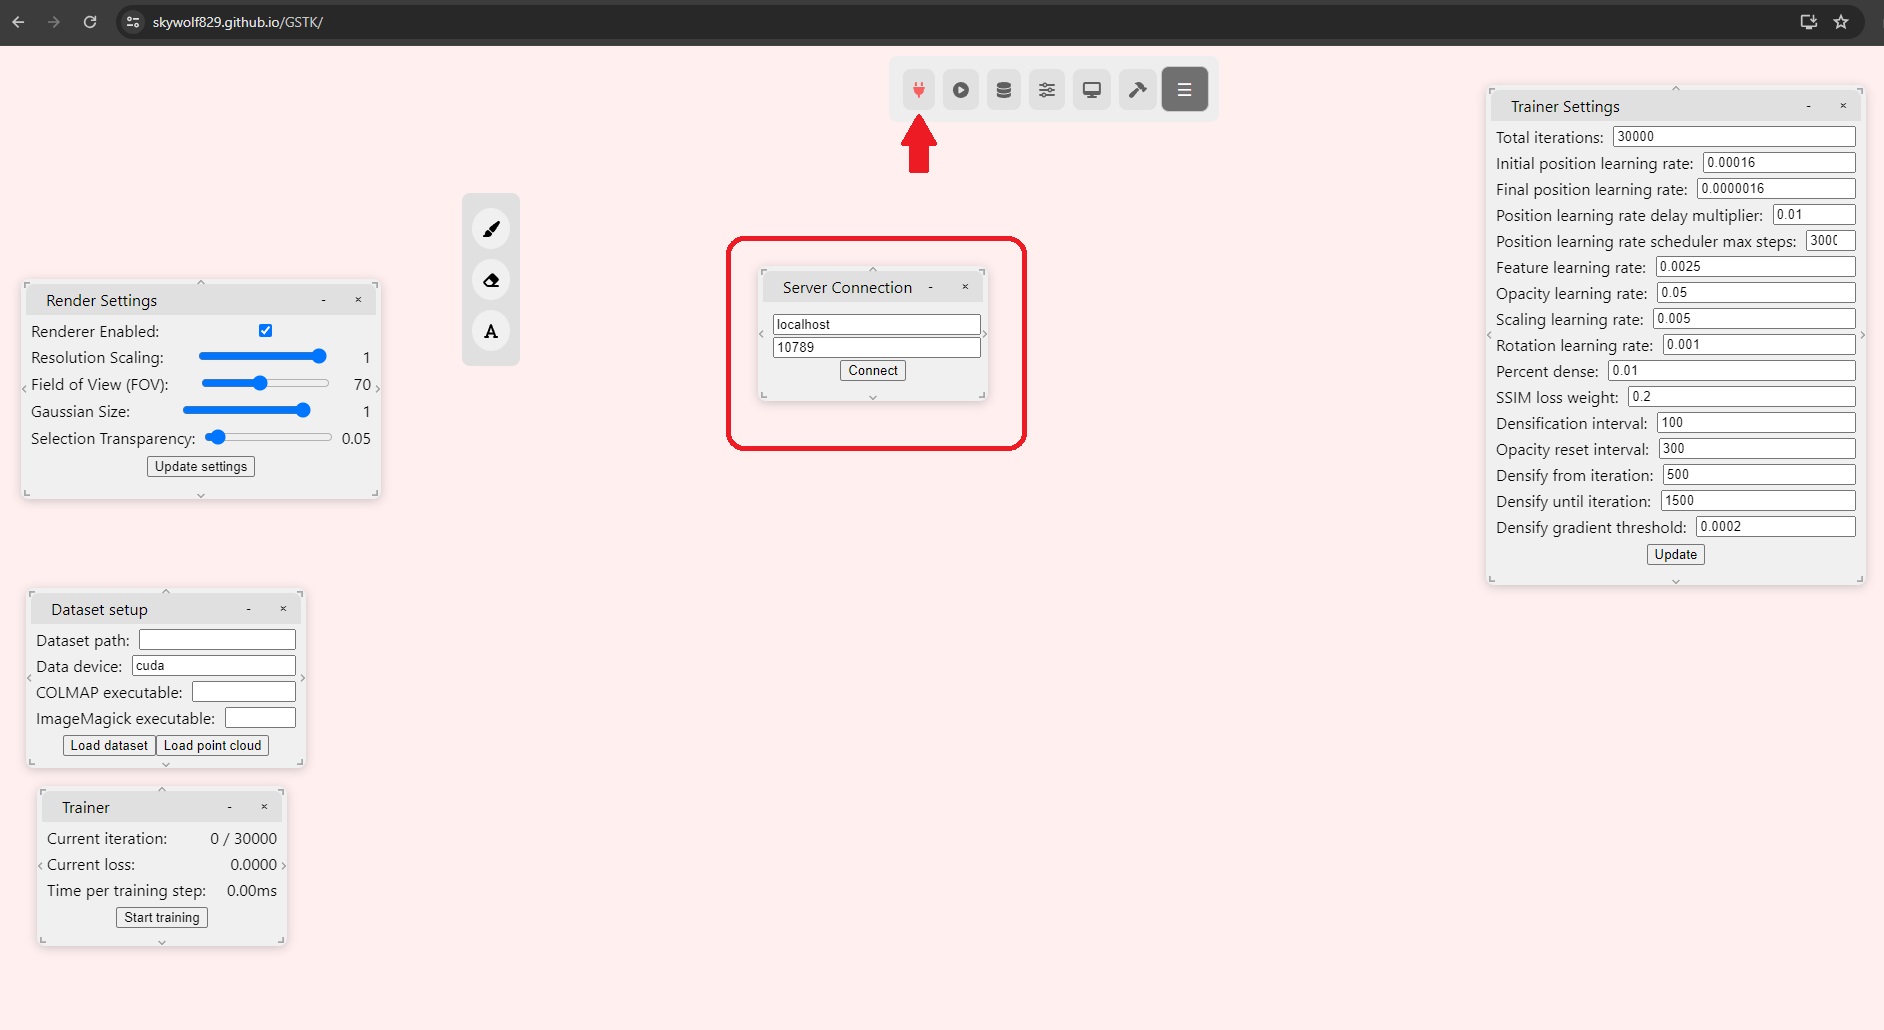 skywolf829.github.io/GSTK/
Trainer Settings - ×
Total iterations: 30000
Initial position learning rate: 0.00016
Final position learning rate: 0.0000016
Position learning rate delay multiplier: 0.01
Position learning rate scheduler max steps: 3000
Feature learning rate: 0.0025
Opacity learning rate: 0.05
Scaling learning rate: 0.005
Rotation learning rate: 0.001
Percent dense: 0.01
SSIM loss weight: 0.2
Densification interval: 100
Opacity reset interval: 300
Densify from iteration: 500
Densify until iteration: 1500
Densify gradient threshold: 0.0002
Update
A
Server Connection - ×
localhost
10789
Connect
Render Settings - ×
Renderer Enabled:
Resolution Scaling: 1
Field of View (FOV): 70
Gaussian Size: 1
Selection Transparency: 0.05
Update settings
Dataset setup - ×
Dataset path:
Data device: cuda
COLMAP executable:
ImageMagick executable:
Load dataset Load point cloud
Trainer - ×
Current iteration: 0 / 30000
Current loss: 0.0000
Time per training step: 0.00ms
Start training